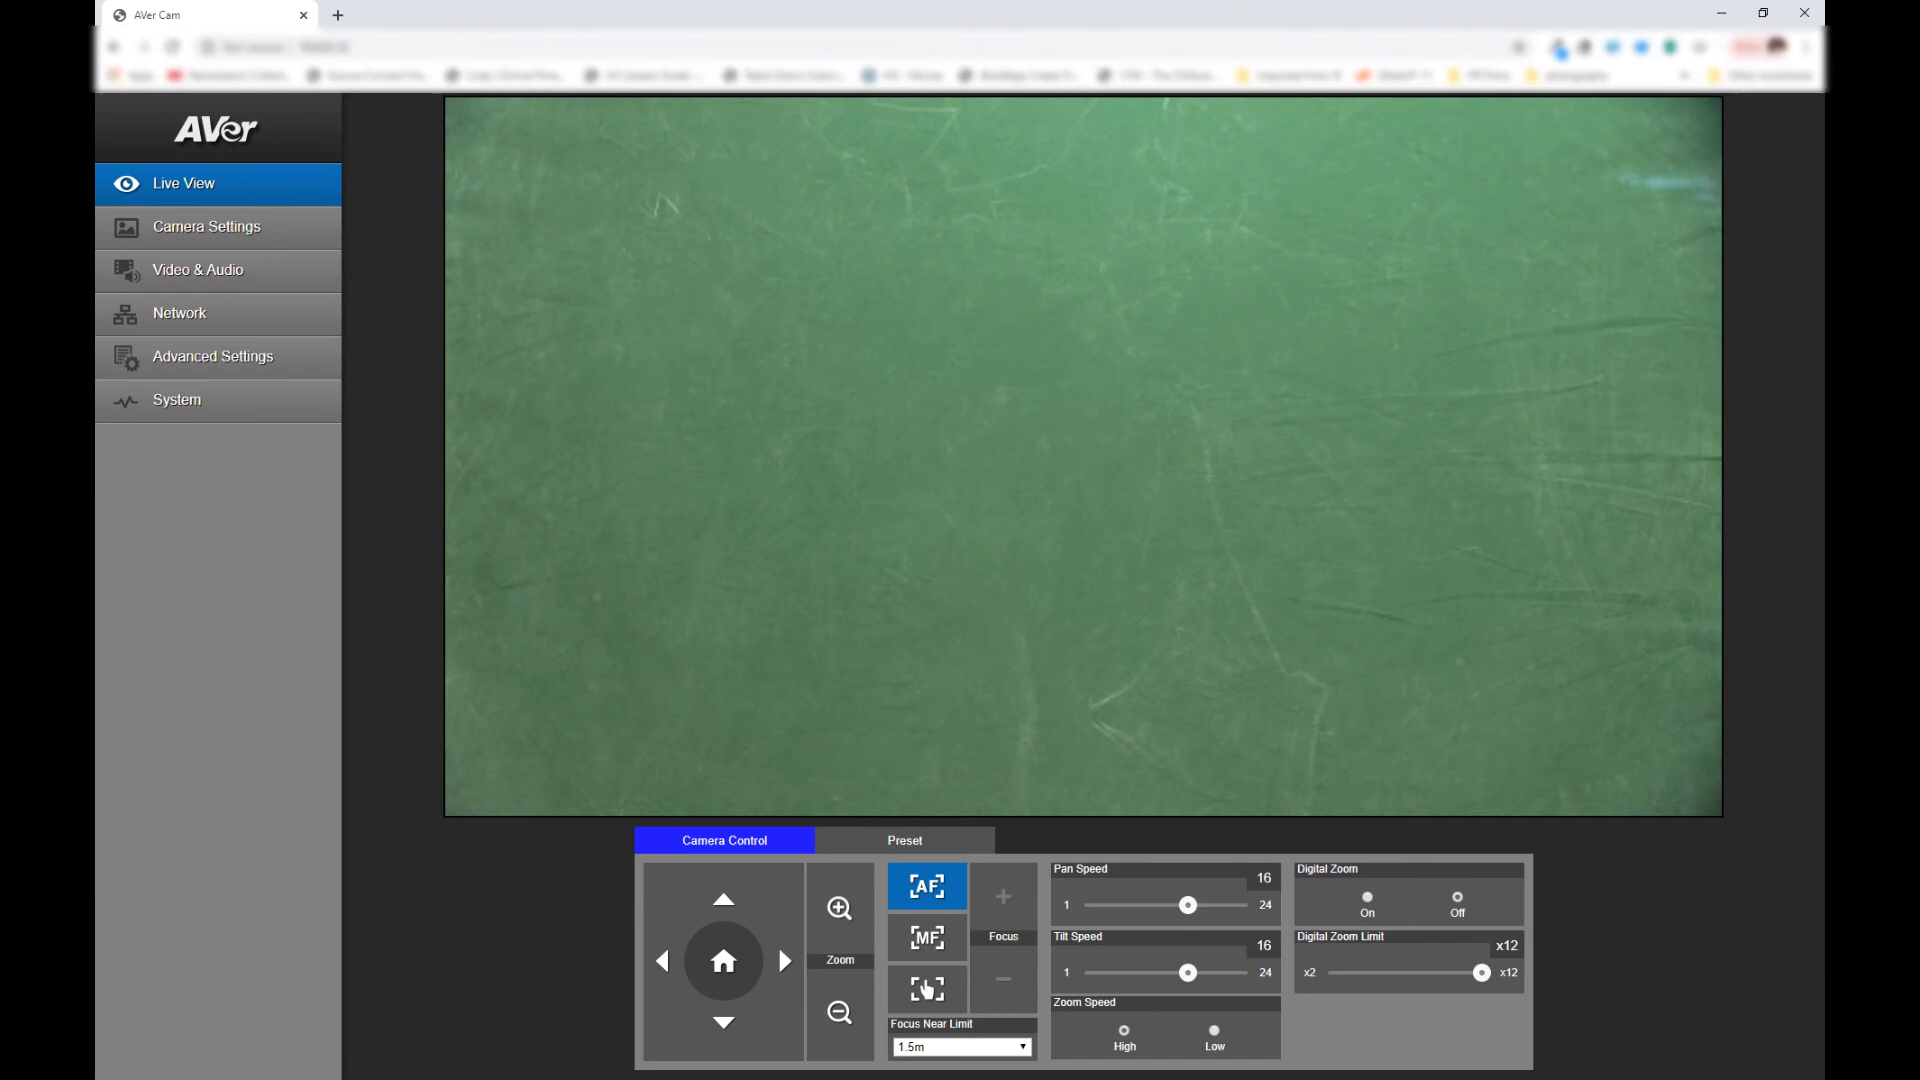 AVer Cam
AVer
Live View
Camera Settings
Video & Audio
Network
Advanced Settings
System
Camera Control
Preset
Zoom
AF
MF
Focus
Focus Near Limit
1.5m
Pan Speed
16
1
24
Tilt Speed
16
1
24
Zoom Speed
High
Low
Digital Zoom
On
Off
Digital Zoom Limit
x12
x2
x12